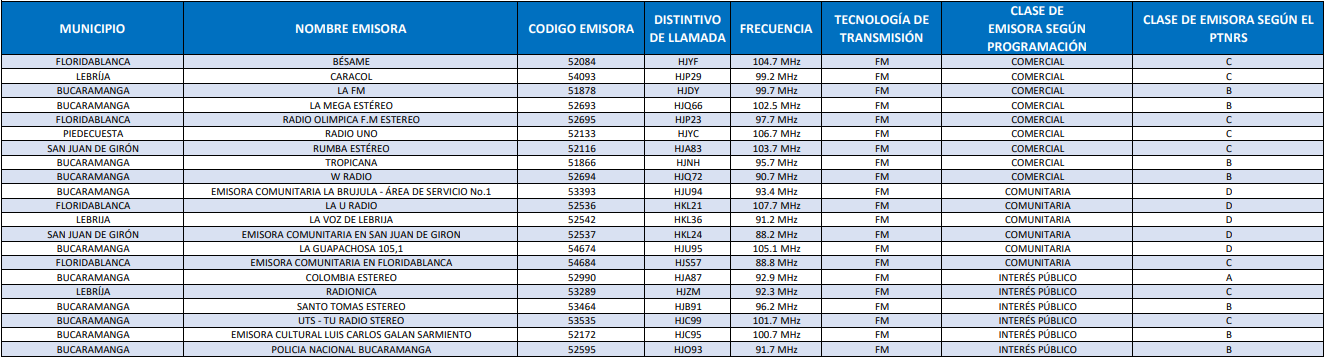 MUNICIPIO NOMBRE EMISORA CODIGO EMISORA DISTINTIVO DE LLAMADA FRECUENCIA TECNOLOGÍA DE TRANSMISIÓN CLASE DE EMISORA SEGÚN PROGRAMACIÓN CLASE DE EMISORA SEGÚN EL PTNRS
FLORIDABLANCA BÉSAME 52084 HJYF 104.7 MHz FM COMERCIAL C
LEBRÍJA CARACOL 54093 HJP29 99.2 MHz FM COMERCIAL C
BUCARAMANGA LA FM 51878 HJDY 99.7 MHz FM COMERCIAL B
BUCARAMANGA LA MEGA ESTÉREO 52693 HJQ66 102.5 MHz FM COMERCIAL B
FLORIDABLANCA RADIO OLIMPICA F.M ESTEREO 52695 HJP23 97.7 MHz FM COMERCIAL C
PIEDECUESTA RADIO UNO 52133 HJYC 106.7 MHz FM COMERCIAL C
SAN JUAN DE GIRÓN RUMBA ESTÉREO 52116 HJA83 103.7 MHz FM COMERCIAL C
BUCARAMANGA TROPICANA 51866 HJNH 95.7 MHz FM COMERCIAL B
BUCARAMANGA W RADIO 52694 HJQ72 90.7 MHz FM COMERCIAL B
BUCARAMANGA EMISORA COMUNITARIA LA BRUJULA - ÁREA DE SERVICIO No.1 53393 HJU94 93.4 MHz FM COMUNITARIA D
FLORIDABLANCA LA U RADIO 52536 HKL21 107.7 MHz FM COMUNITARIA D
LEBRIJA LA VOZ DE LEBRIJA 52542 HKL36 91.2 MHz FM COMUNITARIA D
SAN JUAN DE GIRÓN EMISORA COMUNITARIA EN SAN JUAN DE GIRON 52537 HKL24 88.2 MHz FM COMUNITARIA D
BUCARAMANGA LA GUAPACHOSA 105,1 54674 HJU95 105.1 MHz FM COMUNITARIA D
FLORIDABLANCA EMISORA COMUNITARIA EN FLORIDABLANCA 54684 HJS57 88.8 MHz FM COMUNITARIA C
BUCARAMANGA COLOMBIA ESTEREO 52990 HJA87 92.9 MHz FM INTERÉS PÚBLICO A
LEBRÍJA RADIONICA 53289 HJZM 92.3 MHz FM INTERÉS PÚBLICO C
BUCARAMANGA SANTO TOMAS ESTEREO 53464 HJB91 96.2 MHz FM INTERÉS PÚBLICO B
BUCARAMANGA UTS - TU RADIO STEREO 53535 HJC99 101.7 MHz FM INTERÉS PÚBLICO C
BUCARAMANGA EMISORA CULTURAL LUIS CARLOS GALAN SARMIENTO 52172 HJC95 100.7 MHz FM INTERÉS PÚBLICO B
BUCARAMANGA POLICIA NACIONAL BUCARAMANGA 52595 HJO93 91.7 MHz FM INTERÉS PÚBLICO B